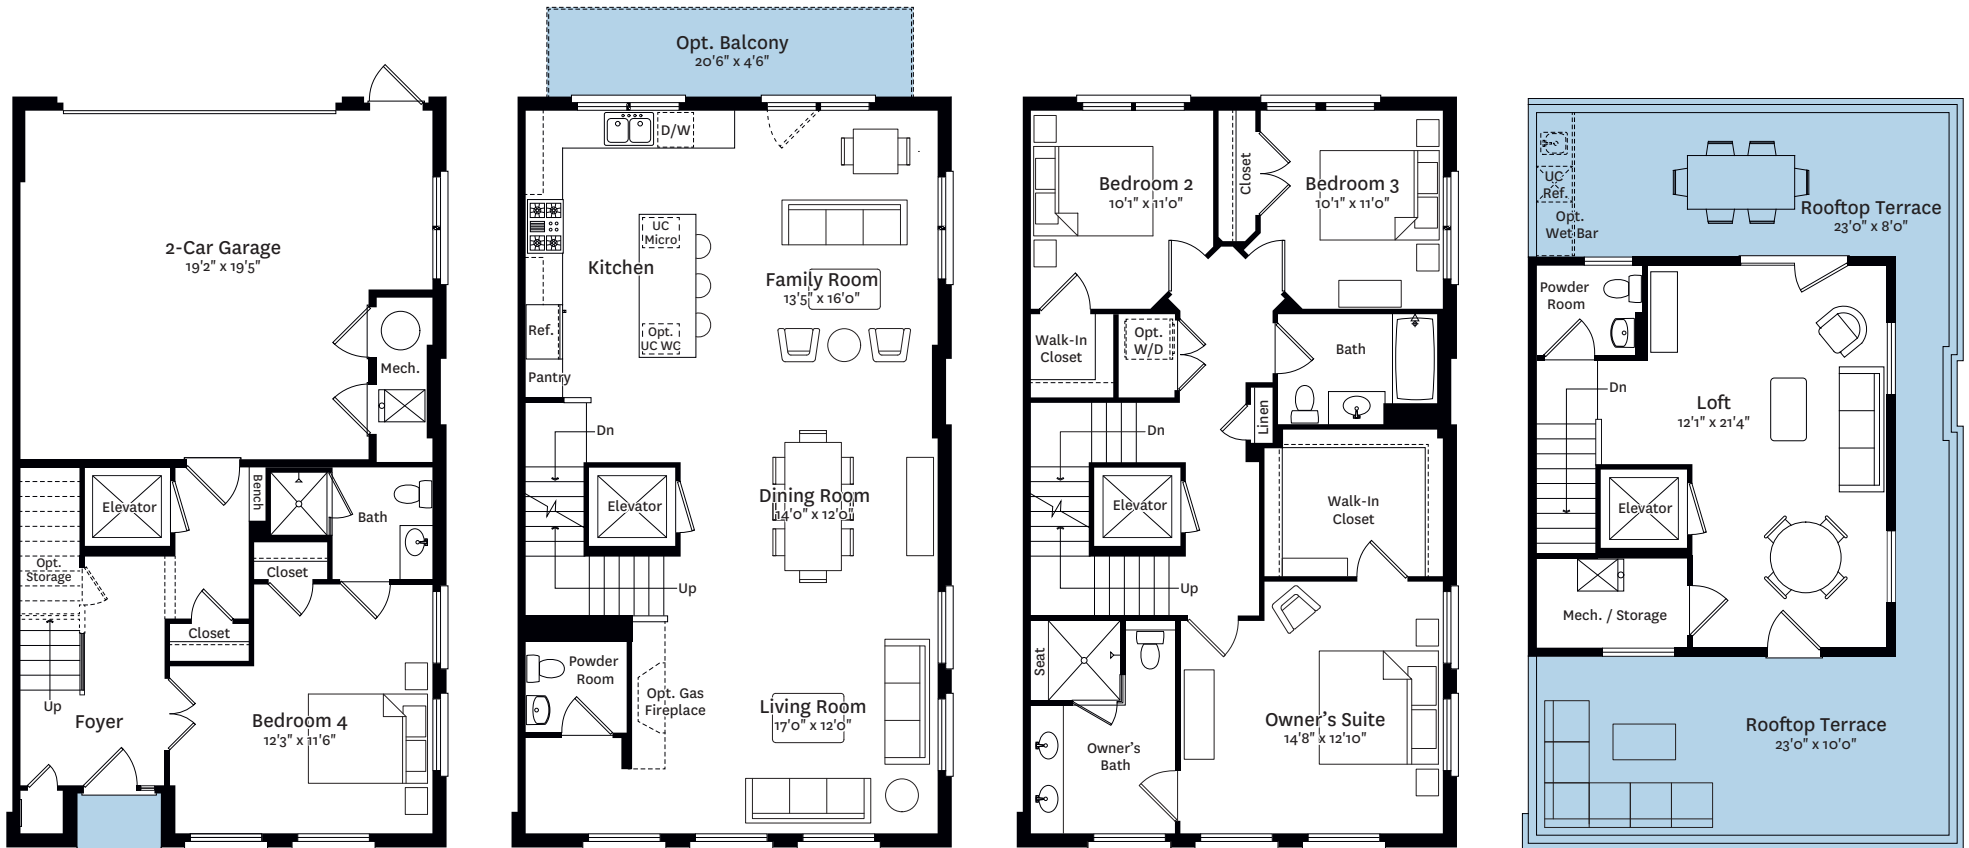 2-Car Garage
19'2" x 19'5"
Mech.
Elevator
Bench
Bath
Opt.
Storage
Closet
Closet
Up
Foyer
Bedroom 4
12'3" x 11'6"
Opt. Balcony
20'6" x 4'6"
D/W
UC
Micro
Kitchen
Family Room
13'5" x 16'0"
Ref.
Opt.
UC WC
Pantry
Dn
Elevator
Dining Room
14'0" x 12'0"
Up
Powder
Room
Opt. Gas
Fireplace
Living Room
17'0" x 12'0"
Bedroom 2
10'1" x 11'0"
Closet
Bedroom 3
10'1" x 11'0"
Walk-In
Closet
Opt.
W/D
Bath
Linen
Dn
Elevator
Walk-In
Closet
Up
Seat
Owner's Suite
14'8" x 12'10"
Owner's
Bath
UC
Ref.
Opt.
Wet Bar
Rooftop Terrace
23'0" x 8'0"
Powder
Room
Dn
Loft
12'1" x 21'4"
Elevator
Mech. / Storage
Rooftop Terrace
23'0" x 10'0"